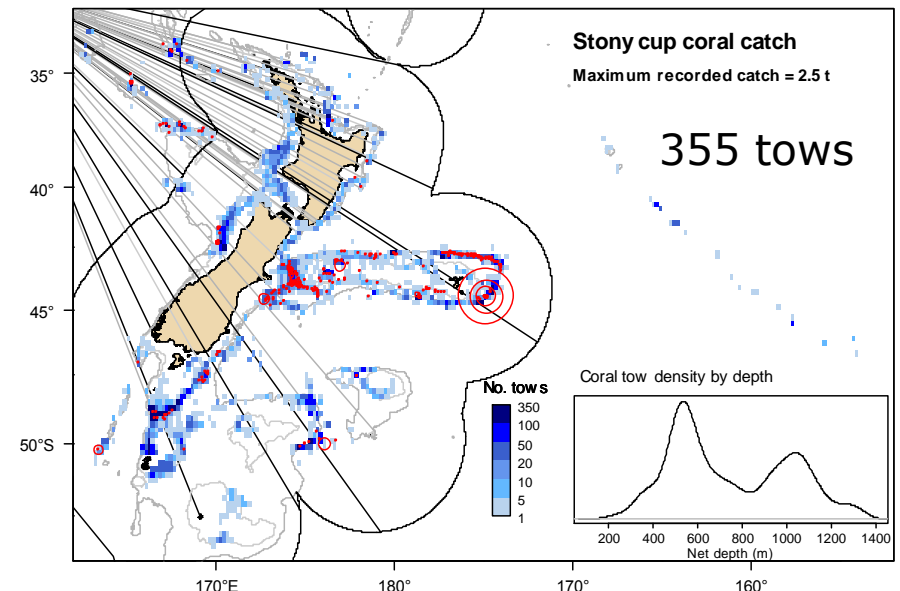 Stony cup coral catch
Maximum recorded catch = 2.5 t
355 tows
35°
40°
45°
50°S
170°E
180°
170°
160°
No. tows
350
100
50
20
10
5
1
Coral tow density by depth
200 400 600 800 1000 1200 1400
Net depth (m)